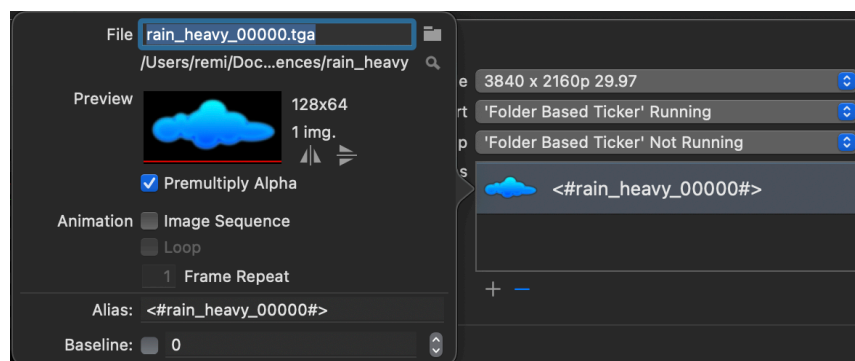 File rain_heavy_00000.tga
/Users/remi/Doc...ences/rain_heavy
Preview
128x64
1 img.
Premultiply Alpha
Animation Image Sequence
Loop
1 Frame Repeat
Alias: <#rain_heavy_00000#>
Baseline: 0
e 3840 x 2160p 29.97
rt 'Folder Based Ticker' Running
p 'Folder Based Ticker' Not Running
s
<#rain_heavy_00000#>